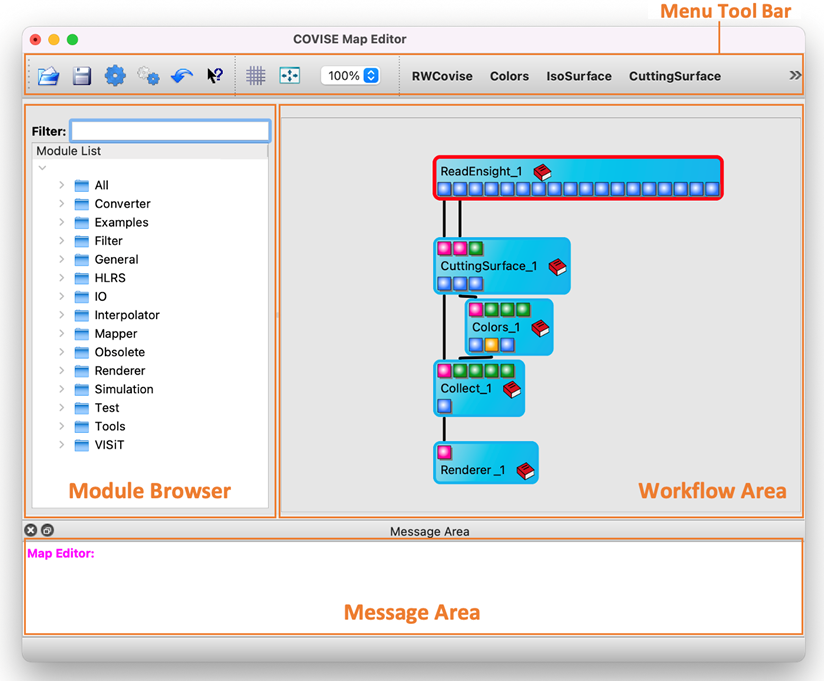 Menu Tool Bar
COVISE Map Editor
100%
RWCovise Colors IsoSurface CuttingSurface »
Filter:
Module List
All
Converter
Examples
Filter
General
HLRS
IO
Interpolator
Mapper
Obsolete
Renderer
Simulation
Test
Tools
VISiT
Module Browser
ReadEnsight_1
CuttingSurface_1
Colors_1
Collect_1
Renderer _1
Workflow Area
Message Area
Map Editor:
Message Area